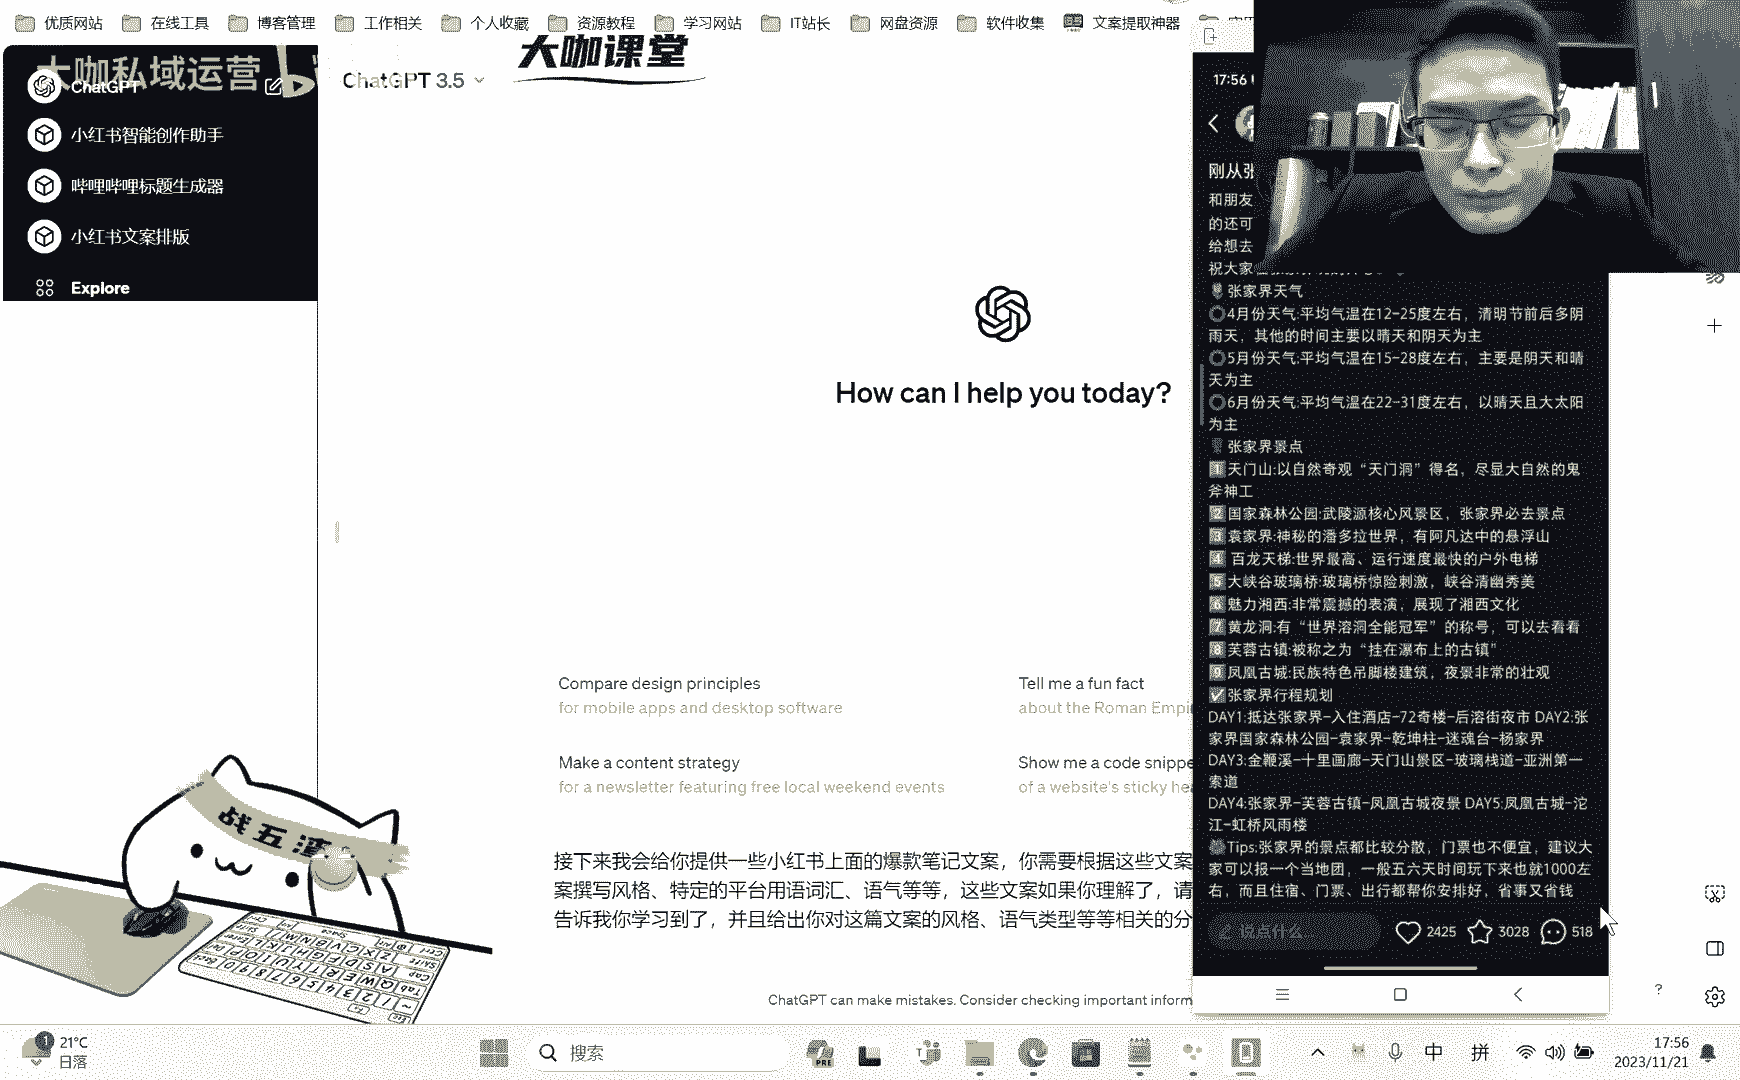 优质网站 在线工具 博客管理 工作相关 个人收藏 资源教程 学习网站 IT站长 网盘资源 软件收集 文案提取神器
大咖私域运营
大咖课堂
ChatGPT
小红书智能创作助手
哔哩哔哩标题生成器
小红书文案排版
Explore
ChatGPT 3.5
How can I help you today?
Compare design principles
for mobile apps and desktop software
Tell me a fun fact
about the Roman Empi
Make a content strategy
for a newsletter featuring free local weekend events
Show me a code snippe
of a website's sticky hea
接下来我会给你提供一些小红书上面的爆款笔记文案，你需要根据这些文案
案撰写风格、特定的平台用语词汇、语气等等，这些文案如果你理解了，请
告诉我你学习到了，并且给出你对这篇文案的风格、语气类型等等相关的分
ChatGPT can make mistakes. Consider checking important inform
17:56
刚从张
和朋友
的还可
给想去
祝大家
张家界天气
4月份天气:平均气温在12-25度左右，清明节前后多阴
雨天，其他的时间主要以晴天和阴天为主
5月份天气:平均气温在15-28度左右，主要是阴天和晴
天为主
6月份天气:平均气温在22-31度左右，以晴天且大太阳
为主
张家界景点
1天门山:以自然奇观“天门洞”得名，尽显大自然的鬼
斧神工
2国家森林公园:武陵源核心风景区，张家界必去景点
3袁家界:神秘的潘多拉世界，有阿凡达中的悬浮山
4 百龙天梯:世界最高、运行速度最快的户外电梯
5大峡谷玻璃桥:玻璃桥惊险刺激，峡谷清幽秀美
6魅力湘西:非常震撼的表演，展现了湘西文化
7黄龙洞:有“世界溶洞全能冠军”的称号，可以去看看
8芙蓉古镇:被称之为“挂在瀑布上的古镇”
9凤凰古城:民族特色吊脚楼建筑，夜景非常的壮观
张家界行程规划
DAY1:抵达张家界-入住酒店-72奇楼-后溶街夜市 DAY2:张
家界国家森林公园-袁家界-乾坤柱-迷魂台-杨家界
DAY3:金鞭溪-十里画廊-天门山景区-玻璃栈道-亚洲第一
索道
DAY4:张家界-芙蓉古镇-凤凰古城夜景 DAY5:凤凰古城-沱
江-虹桥风雨楼
Tips:张家界的景点都比较分散，门票也不便宜，建议大
家可以报一个当地团，一般五六天时间玩下来也就1000左
右，而且住宿、门票、出行都帮你安排好，省事又省钱
说点什么... 2425 3028 518
战五渣
1 21°C
日落
搜索
PRE
中 拼
17:56
2023/11/21